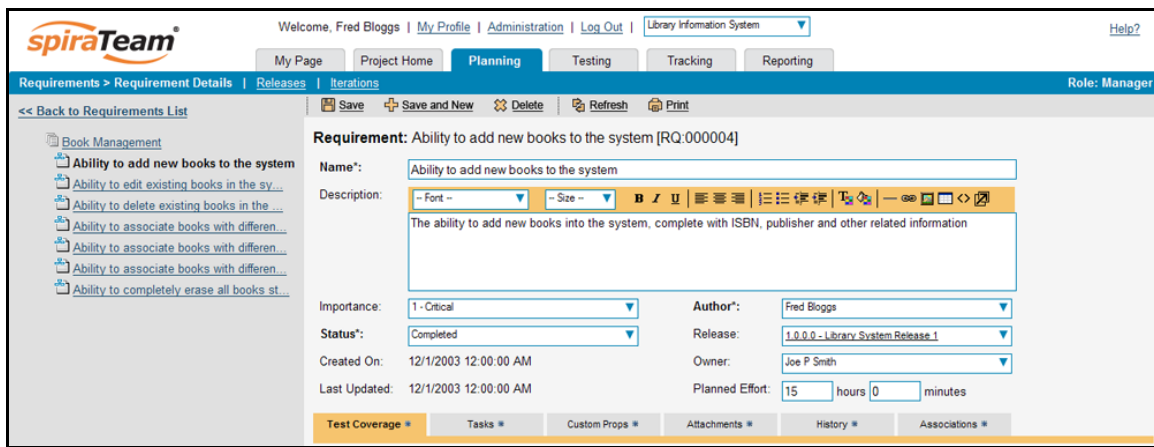 spiraTeam®
Welcome, Fred Bloggs | My Profile | Administration | Log Out | Library Information System
Help?
My Page Project Home Planning Testing Tracking Reporting
Requirements > Requirement Details | Releases | Iterations
Role: Manager
<< Back to Requirements List
Book Management
Ability to add new books to the system
Ability to edit existing books in the sy...
Ability to delete existing books in the ...
Ability to associate books with differen...
Ability to associate books with differen...
Ability to associate books with differen...
Ability to completely erase all books st...
Save Save and New Delete Refresh Print
Requirement: Ability to add new books to the system [RQ:000004]
Name*: Ability to add new books to the system
Description: -- Font -- -- Size -- B I U
The ability to add new books into the system, complete with ISBN, publisher and other related information
Importance: 1 - Critical Author*: Fred Bloggs
Status*: Completed Release: 1.0.0.0 - Library System Release 1
Created On: 12/1/2003 12:00:00 AM Owner: Joe P Smith
Last Updated: 12/1/2003 12:00:00 AM Planned Effort: 15 hours 0 minutes
Test Coverage Tasks Custom Props Attachments History Associations